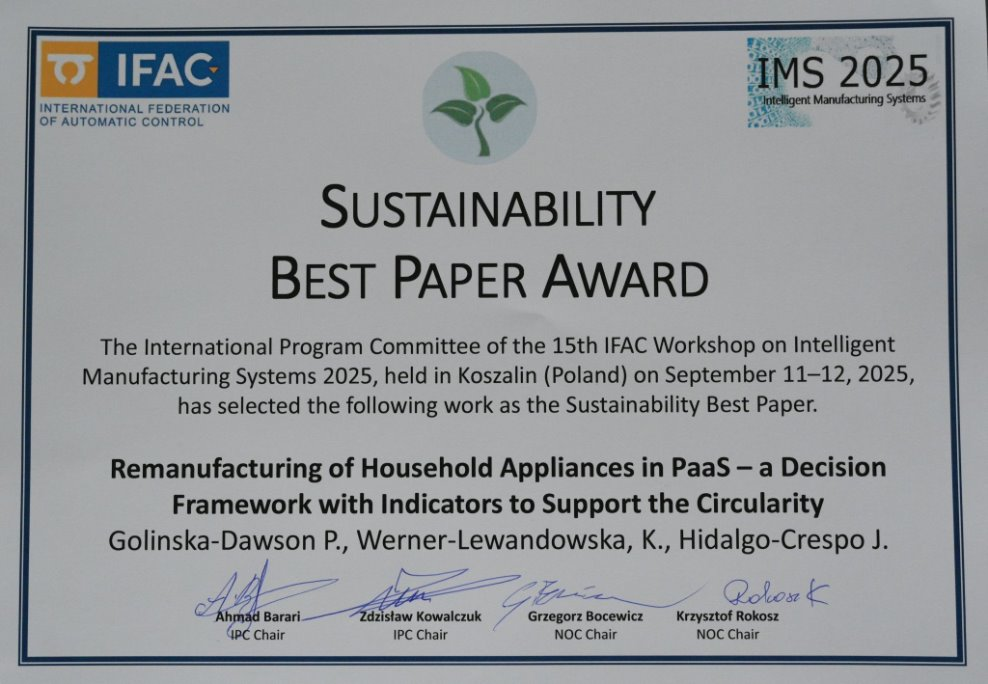 IFAC
INTERNATIONAL FEDERATION
OF AUTOMATIC CONTROL
IMS 2025
Intelligent Manufacturing Systems
SUSTAINABILITY
BEST PAPER AWARD
The International Program Committee of the 15th IFAC Workshop on Intelligent
Manufacturing Systems 2025, held in Koszalin (Poland) on September 11–12, 2025,
has selected the following work as the Sustainability Best Paper.
Remanufacturing of Household Appliances in PaaS – a Decision
Framework with Indicators to Support the Circularity
Golinska-Dawson P., Werner-Lewandowska, K., Hidalgo-Crespo J.
Rokosz K
Ahmad Barari Zdzisław Kowalczuk Grzegorz Bocewicz Krzysztof Rokosz
IPC Chair IPC Chair NOC Chair NOC Chair